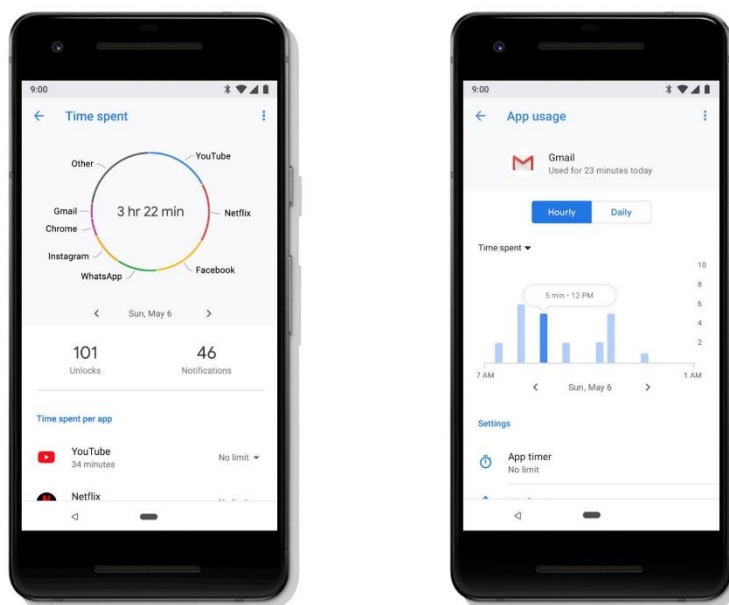 9:00
Time spent
Other
YouTube
Gmail
3 hr 22 min
Netflix
Chrome
Instagram
WhatsApp
Facebook
Sun, May 6
101
46
Unlocks
Notifications
Time spent per app
YouTube
34 minutes
No limit
Netflix
9:00
App usage
Gmail
Used for 23 minutes today
Hourly
Daily
Time spent
10
8
5 min • 12 PM
6
4
2
7 AM
1 AM
Sun, May 6
Settings
App timer
No limit